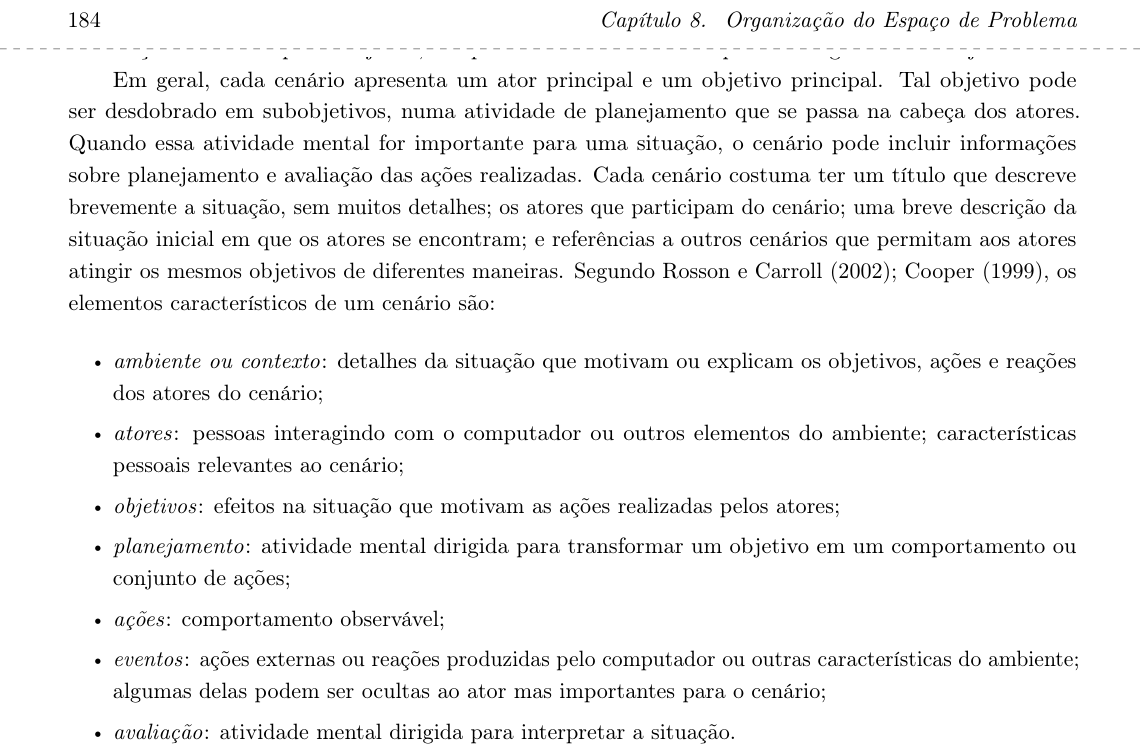 184 Capítulo 8. Organização do Espaço de Problema
Em geral, cada cenário apresenta um ator principal e um objetivo principal. Tal objetivo pode
ser desdobrado em subobjetivos, numa atividade de planejamento que se passa na cabeça dos atores.
Quando essa atividade mental for importante para uma situação, o cenário pode incluir informações
sobre planejamento e avaliação das ações realizadas. Cada cenário costuma ter um título que descreve
brevemente a situação, sem muitos detalhes; os atores que participam do cenário; uma breve descrição da
situação inicial em que os atores se encontram; e referências a outros cenários que permitam aos atores
atingir os mesmos objetivos de diferentes maneiras. Segundo Rosson e Carroll (2002); Cooper (1999), os
elementos característicos de um cenário são:
• ambiente ou contexto: detalhes da situação que motivam ou explicam os objetivos, ações e reações
dos atores do cenário;
• atores: pessoas interagindo com o computador ou outros elementos do ambiente; características
pessoais relevantes ao cenário;
• objetivos: efeitos na situação que motivam as ações realizadas pelos atores;
• planejamento: atividade mental dirigida para transformar um objetivo em um comportamento ou
conjunto de ações;
• ações: comportamento observável;
• eventos: ações externas ou reações produzidas pelo computador ou outras características do ambiente;
algumas delas podem ser ocultas ao ator mas importantes para o cenário;
• avaliação: atividade mental dirigida para interpretar a situação.